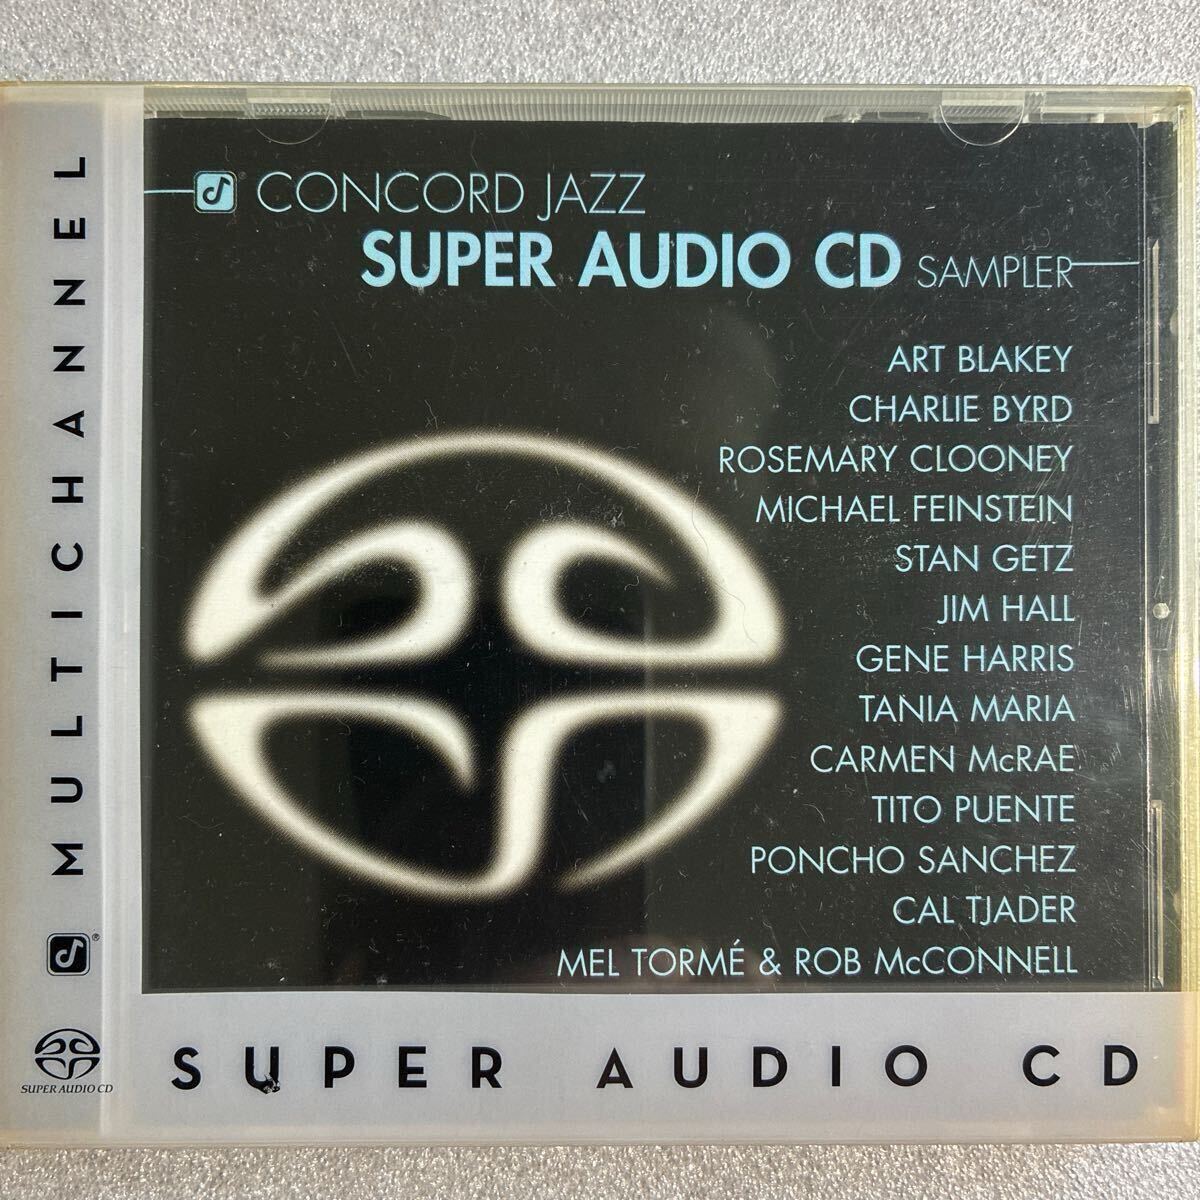 CONCORD JAZZ
SUPER AUDIO CD SAMPLER
ART BLAKEY
CHARLIE BYRD
ROSEMARY CLOONEY
MICHAEL FEINSTEIN
STAN GETZ
JIM HALL
GENE HARRIS
TANIA MARIA
CARMEN McRAE
TITO PUENTE
PONCHO SANCHEZ
CAL TJADER
MEL TORMÉ & ROB McCONNELL
MULTICHANNEL
SUPER AUDIO CD
SUPER AUDIO CD